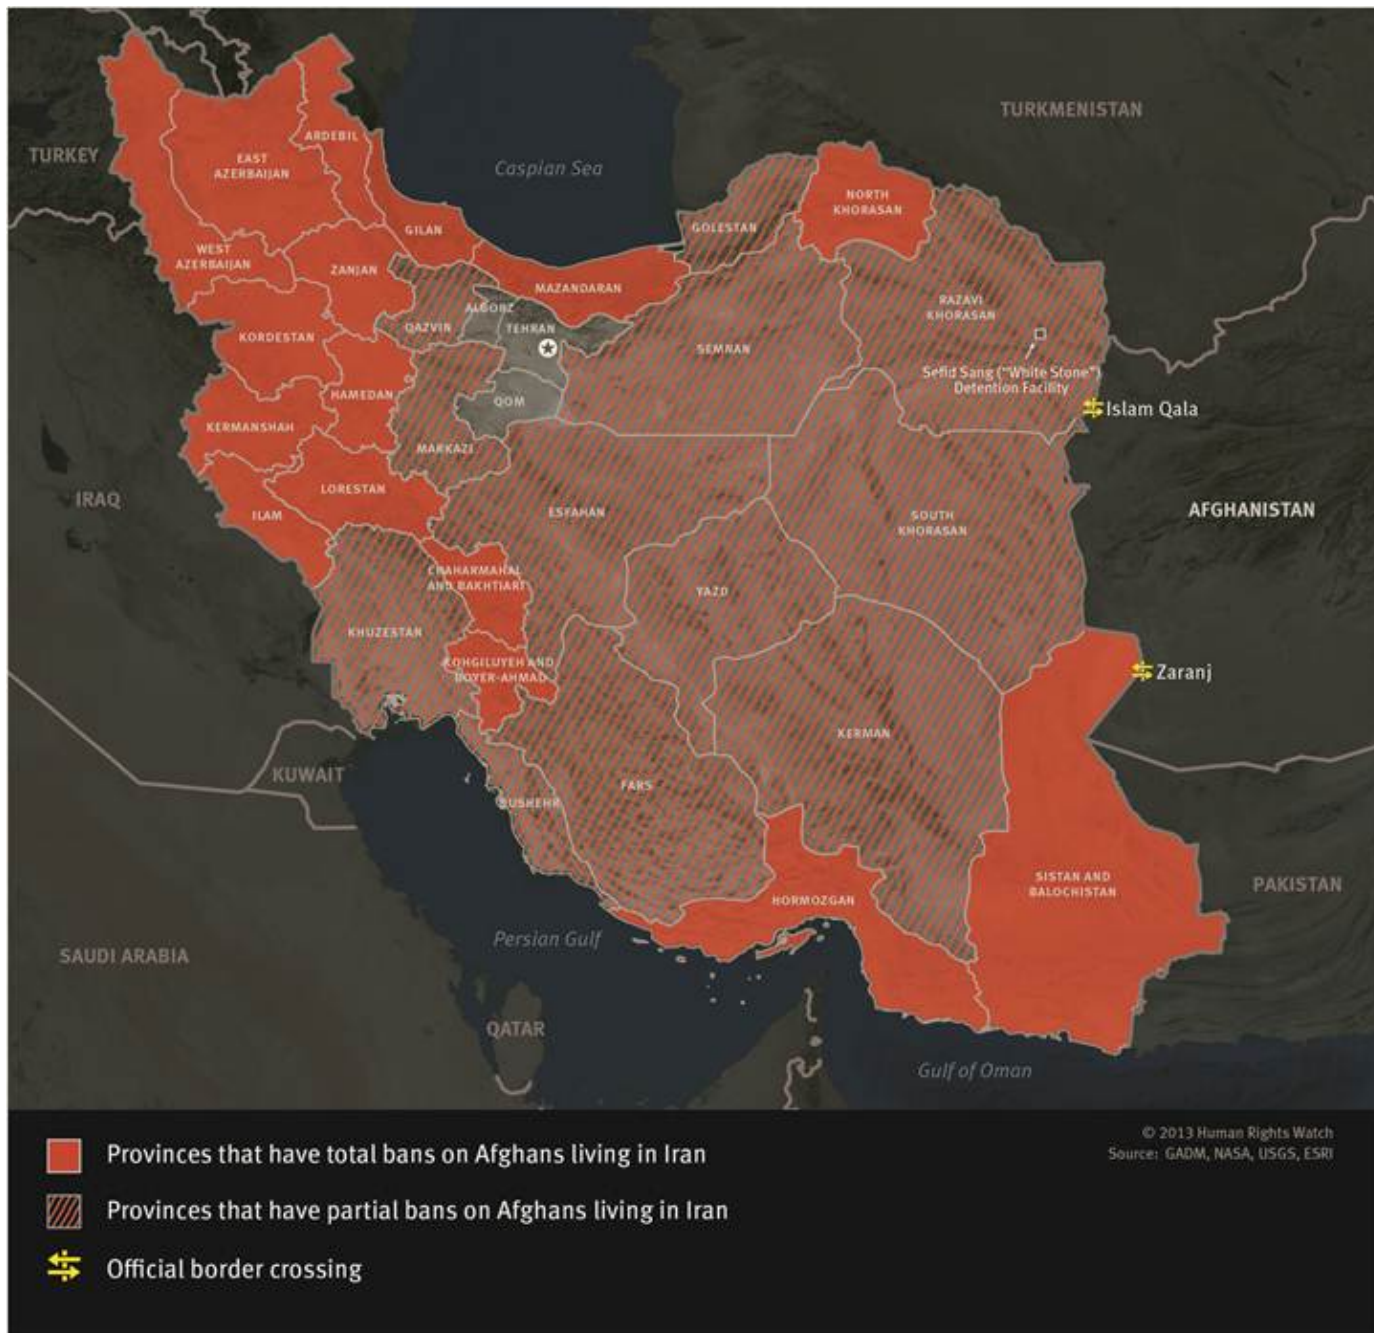 TURKMENISTAN
TURKEY
Caspian Sea
ARDEBIL
EAST
AZERBAIJAN
NORTH
KHORASAN
GILAN
GOLESTAN
WEST
AZERBAIJAN
ZANJAN
MAZANDARAN
RAZAVI
KHORASAN
ALBORZ
QAZVIN
TEHRAN
KORDESTAN
SEMNAN
Sefid Sang ("White Stone")
Detention Facility
HAMEDAN
QOM
Islam Qala
KERMANSHAH
MARKAZI
IRAQ
LORESTAN
ILAM
ESFAHAN
SOUTH
KHORASAN
AFGHANISTAN
CHAHARMAHAL
AND BAKHTIARI
YAZD
KHUZESTAN
KOHGILUYEH AND
BOYER-AHMAD
Zaranj
KERMAN
KUWAIT
FARS
BUSHEHR
SISTAN AND
BALOCHISTAN
PAKISTAN
HORMOZGAN
Persian Gulf
SAUDI ARABIA
QATAR
Gulf of Oman
Provinces that have total bans on Afghans living in Iran
Provinces that have partial bans on Afghans living in Iran
Official border crossing
© 2013 Human Rights Watch
Source: GADM, NASA, USGS, ESRI